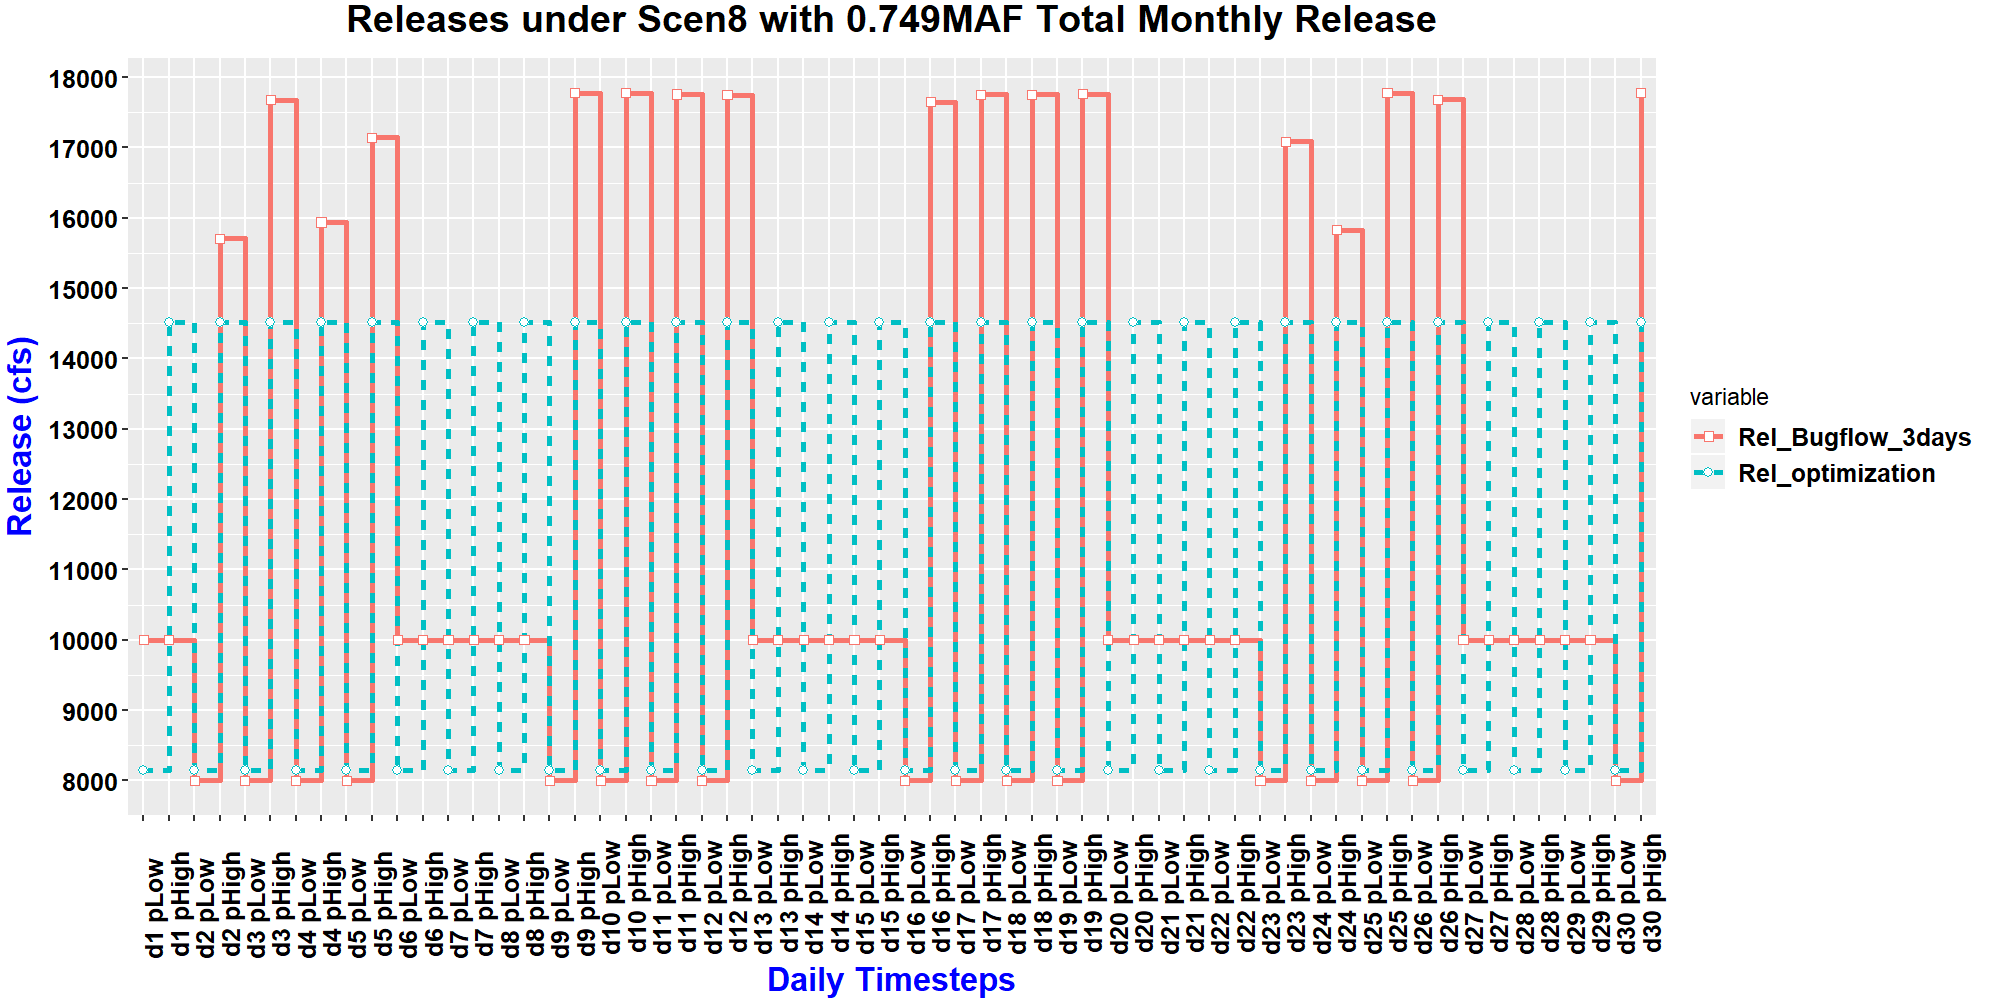 Releases under Scen8 with 0.749MAF Total Monthly Release
Release (cfs)
18000
17000
16000
15000
14000
13000
12000
11000
10000
9000
8000
d1 pLow
d1 pHigh
d2 pLow
d2 pHigh
d3 pLow
d3 pHigh
d4 pLow
d4 pHigh
d5 pLow
d5 pHigh
d6 pLow
d6 pHigh
d7 pLow
d7 pHigh
d8 pLow
d8 pHigh
d9 pLow
d9 pHigh
d10 pLow
d10 pHigh
d11 pLow
d11 pHigh
d12 pLow
d12 pHigh
d13 pLow
d13 pHigh
d14 pLow
d14 pHigh
d15 pLow
d15 pHigh
d16 pLow
d16 pHigh
d17 pLow
d17 pHigh
d18 pLow
d18 pHigh
d19 pLow
d19 pHigh
d20 pLow
d20 pHigh
d21 pLow
d21 pHigh
d22 pLow
d22 pHigh
d23 pLow
d23 pHigh
d24 pLow
d24 pHigh
d25 pLow
d25 pHigh
d26 pLow
d26 pHigh
d27 pLow
d27 pHigh
d28 pLow
d28 pHigh
d29 pLow
d29 pHigh
d30 pLow
d30 pHigh
Daily Timesteps
variable
Rel_Bugflow_3days
Rel_optimization